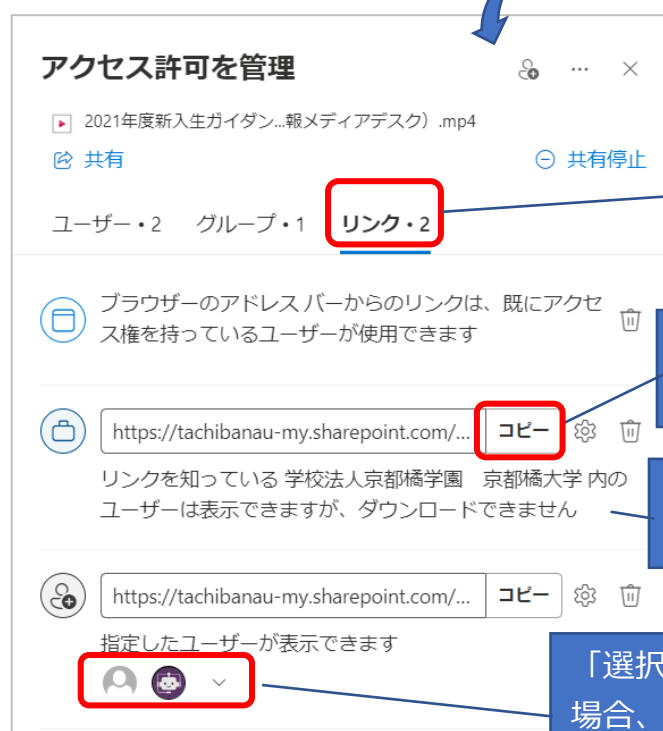 アクセス許可を管理
2021年度新入生ガイダン...報メディアデスク）.mp4
共有
共有停止
ユーザー・2 グループ・1 リンク・2
ブラウザーのアドレス バーからのリンクは、既にアクセ
ス権を持っているユーザーが使用できます
https://tachibanau-my.sharepoint.com/... コピー
リンクを知っている 学校法人京都橘学園　京都橘大学 内の
ユーザーは表示できますが、ダウンロードできません
https://tachibanau-my.sharepoint.com/... コピー
指定したユーザーが表示できます
「選択
場合、